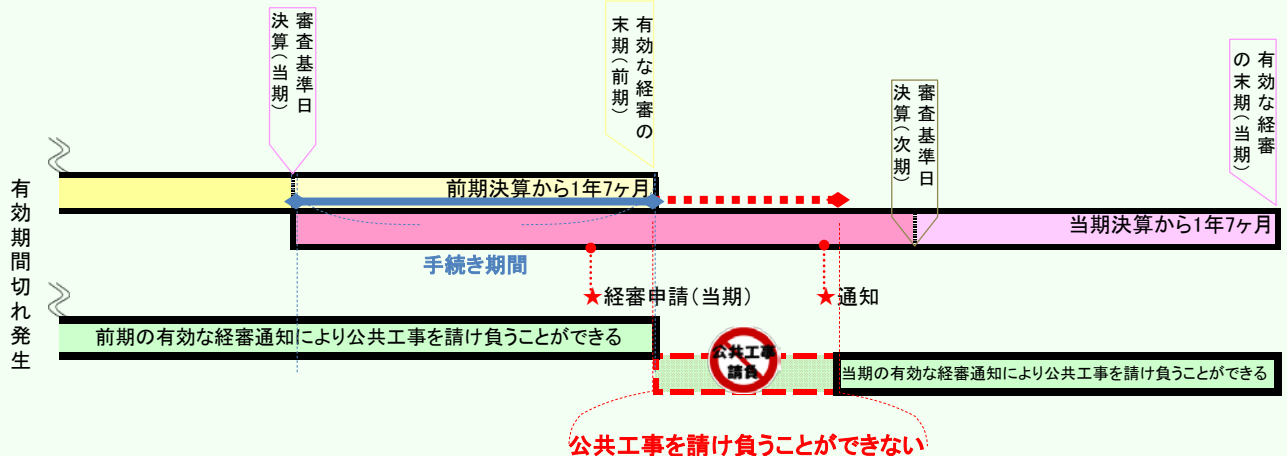 審査基準日
決算(当期)
有効な経審の
末期(前期)
審査基準日
決算(次期)
有効な経審
の末期(当期)
有効期間切れ発生
前期決算から1年7ヶ月
当期決算から1年7ヶ月
手続き期間
★経審申請(当期)
★通知
前期の有効な経審通知により公共工事を請け負うことができる
公共工事
請負
当期の有効な経審通知により公共工事を請け負うことができる
公共工事を請け負うことができない